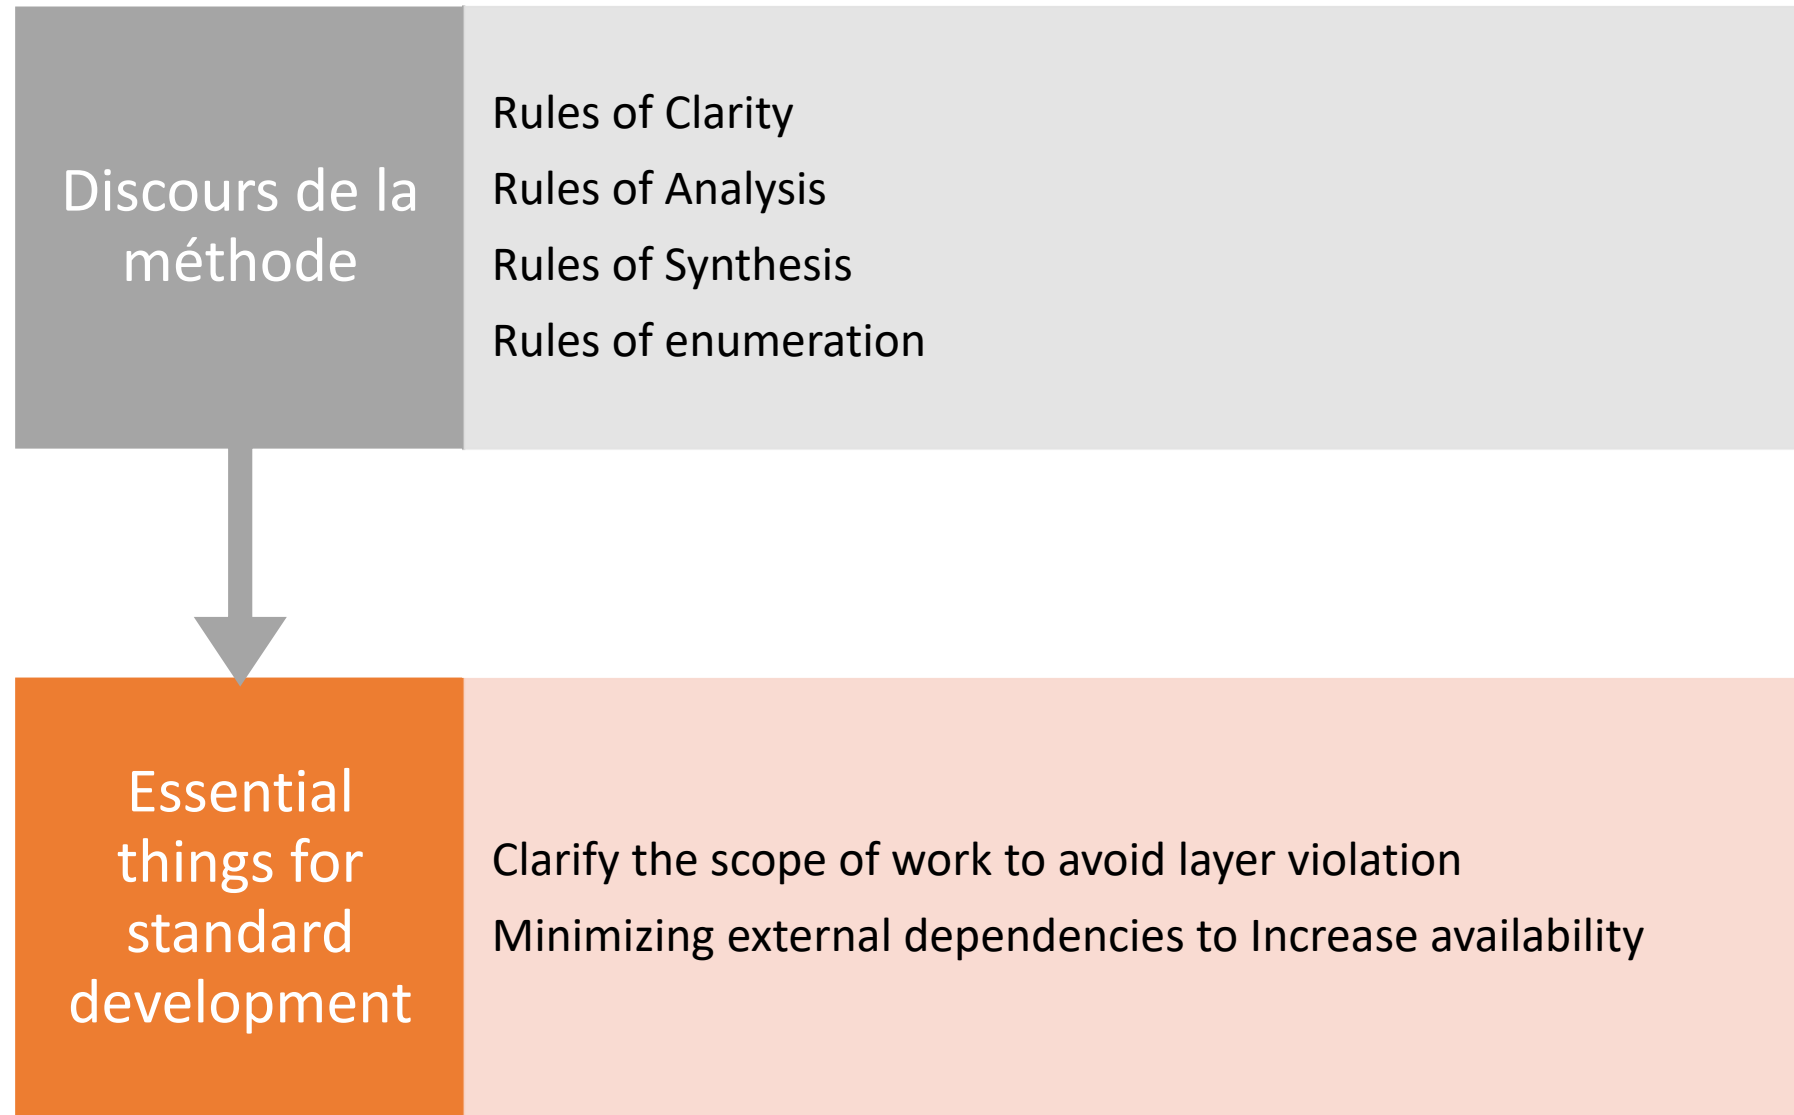 Discours de la
méthode
Rules of Clarity
Rules of Analysis
Rules of Synthesis
Rules of enumeration
Essential
things for
standard
development
Clarify the scope of work to avoid layer violation
Minimizing external dependencies to Increase availability